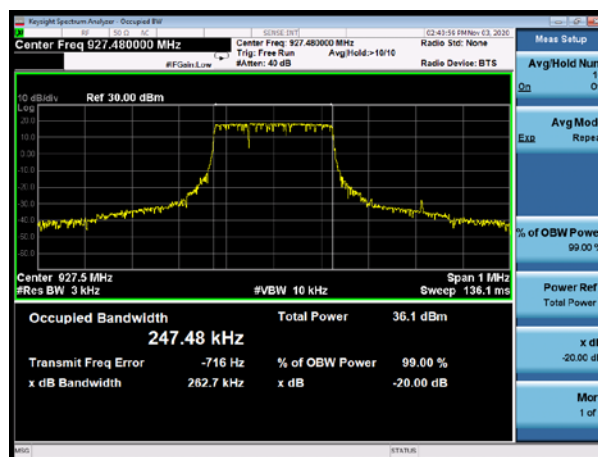 Keysight Spectrum Analyzer - Occupied BW
RF 50 Ω AC SENSE:INT 02:43:56 PM Nov 03, 2020
Center Freq 927.480000 MHz
Center Freq: 927.480000 MHz
Radio Std: None
Trig: Free Run Avg|Hold:>10/10
#IFGain:Low #Atten: 40 dB Radio Device: BTS
10 dB/div Ref 30.00 dBm
Log
20.0
10.0
0.00
-10.0
-20.0
-30.0
-40.0
-50.0
-60.0
Center 927.5 MHz Span 1 MHz
#Res BW 3 kHz #VBW 10 kHz Sweep 136.1 ms
Occupied Bandwidth Total Power 36.1 dBm
247.48 kHz
Transmit Freq Error -716 Hz % of OBW Power 99.00 %
x dB Bandwidth 262.7 kHz x dB -20.00 dB
MSG STATUS
Meas Setup
Avg/Hold Num
1
On O
Avg Mod
Exp Repea
% of OBW Powe
99.00 %
Power Ref
Total Power
x d
-20.00 d
Mor
1 of